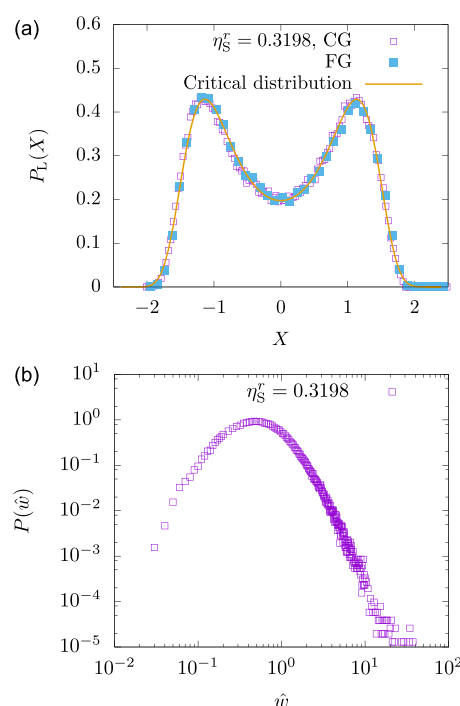 (a)
0.6
0.5
0.4
0.3
0.2
0.1
0
P_L(X)
η_S^r = 0.3198, CG
FG
Critical distribution
−2 −1 0 1 2
X
(b)
10^1
10^0
10^−1
10^−2
10^−3
10^−4
10^−5
P(ŵ)
η_S^r = 0.3198
10^−2 10^−1 10^0 10^1 10^2
ŵ